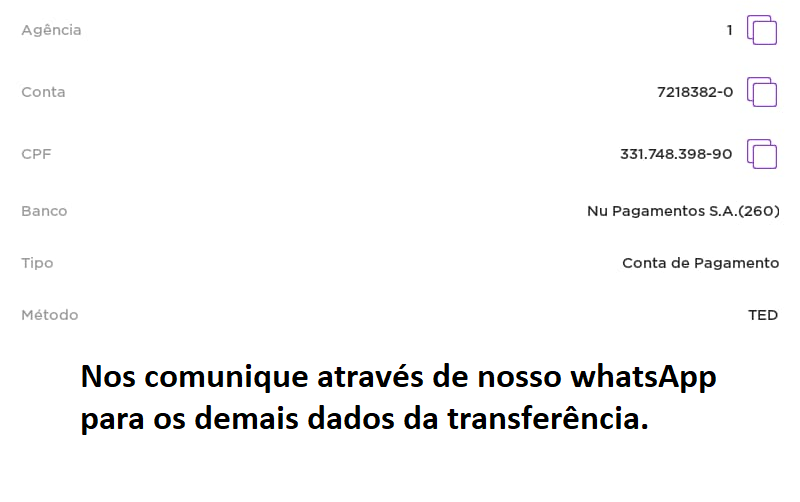 Agência 1
Conta 7218382-0
CPF 331.748.398-90
Banco Nu Pagamentos S.A.(260)
Tipo Conta de Pagamento
Método TED
Nos comunique através de nosso whatsApp
para os demais dados da transferência.